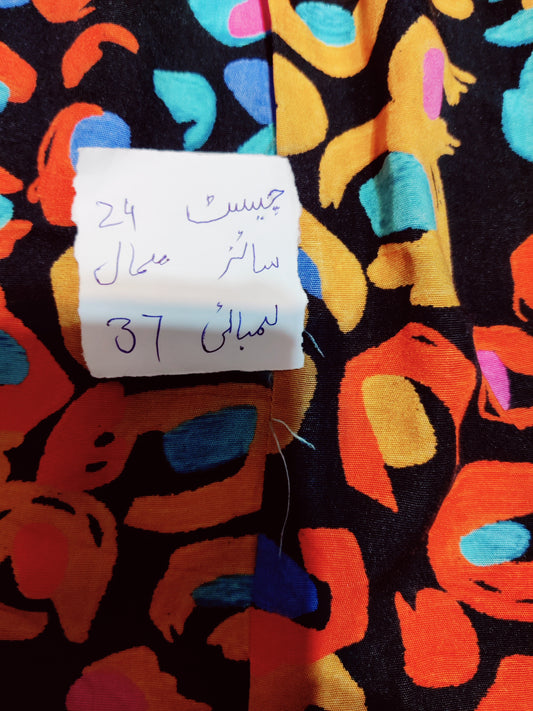 چیسٹ 24
سائز سمال
لمبائی 37